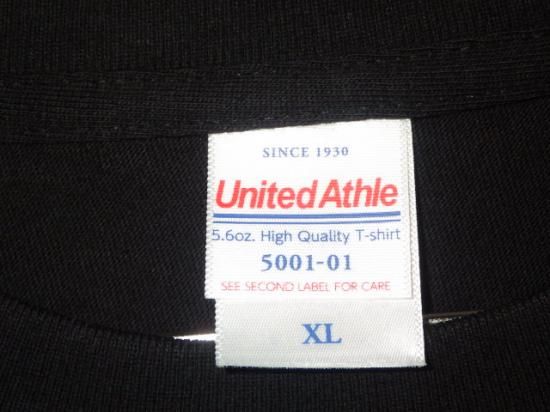 SINCE 1930
United Athle
5.6oz. High Quality T-shirt
5001-01
SEE SECOND LABEL FOR CARE
XL